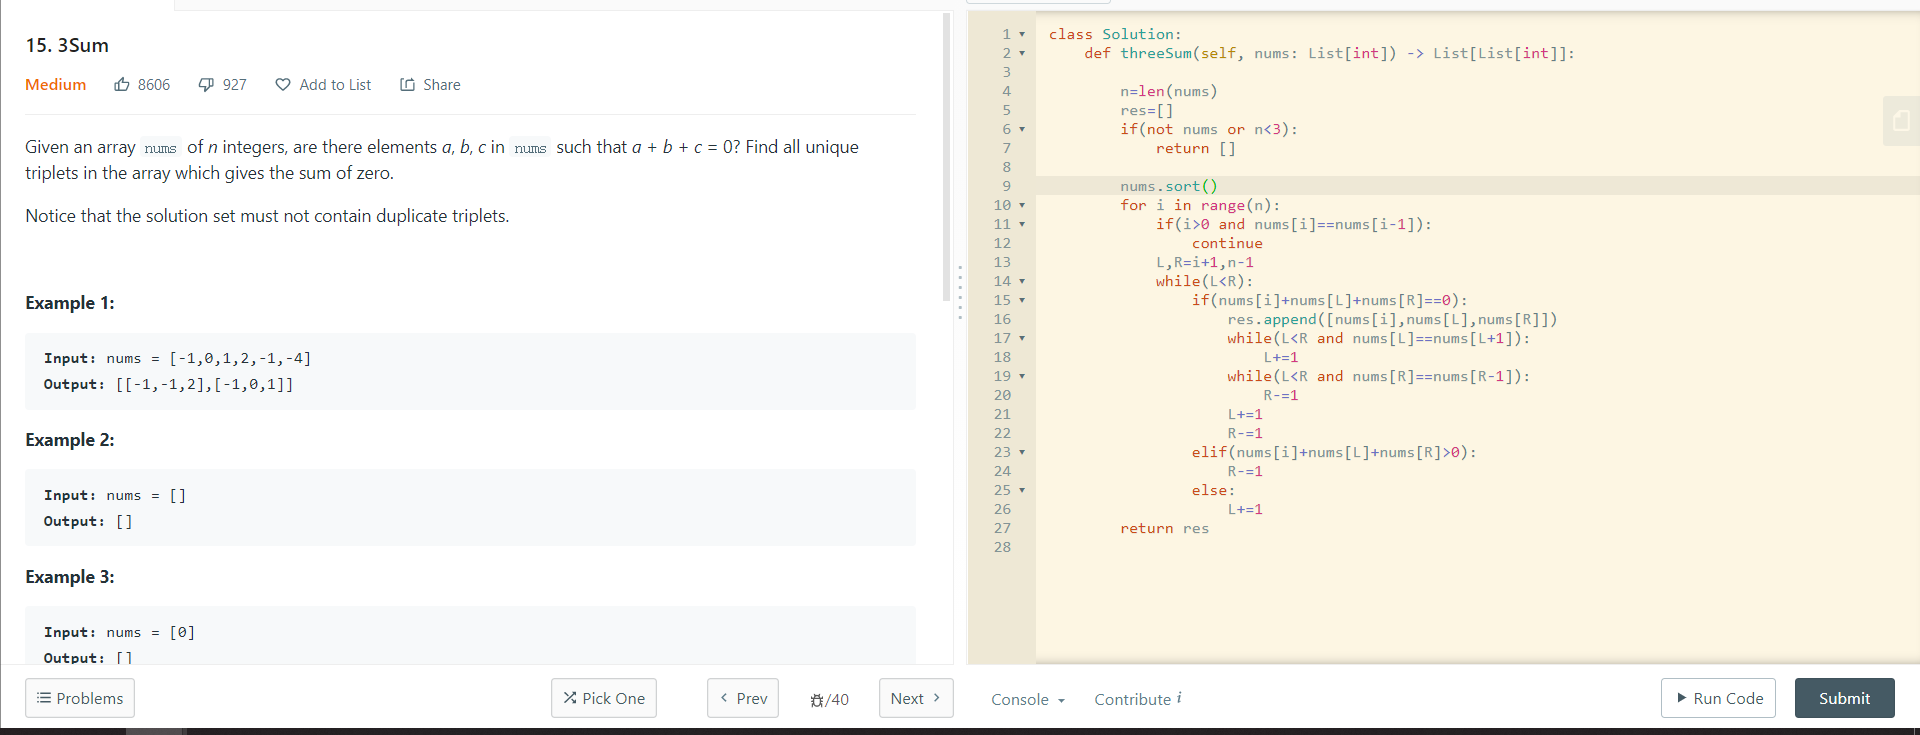 15. 3Sum
Medium 8606 927 Add to List Share
Given an array nums of n integers, are there elements a, b, c in nums such that a + b + c = 0? Find all unique
triplets in the array which gives the sum of zero.
Notice that the solution set must not contain duplicate triplets.
Example 1:
Input: nums = [-1,0,1,2,-1,-4]
Output: [[-1,-1,2],[-1,0,1]]
Example 2:
Input: nums = []
Output: []
Example 3:
Input: nums = [0]
Output: []
Problems Pick One < Prev /40 Next >
1 class Solution:
2     def threeSum(self, nums: List[int]) -> List[List[int]]:
3
4         n=len(nums)
5         res=[]
6         if(not nums or n<3):
7             return []
8
9         nums.sort()
10         for i in range(n):
11             if(i>0 and nums[i]==nums[i-1]):
12                 continue
13             L,R=i+1,n-1
14             while(L<R):
15                 if(nums[i]+nums[L]+nums[R]==0):
16                     res.append([nums[i],nums[L],nums[R]])
17                     while(L<R and nums[L]==nums[L+1]):
18                         L+=1
19                     while(L<R and nums[R]==nums[R-1]):
20                         R-=1
21                     L+=1
22                     R-=1
23                 elif(nums[i]+nums[L]+nums[R]>0):
24                     R-=1
25                 else:
26                     L+=1
27         return res
28
Console Contribute i Run Code Submit